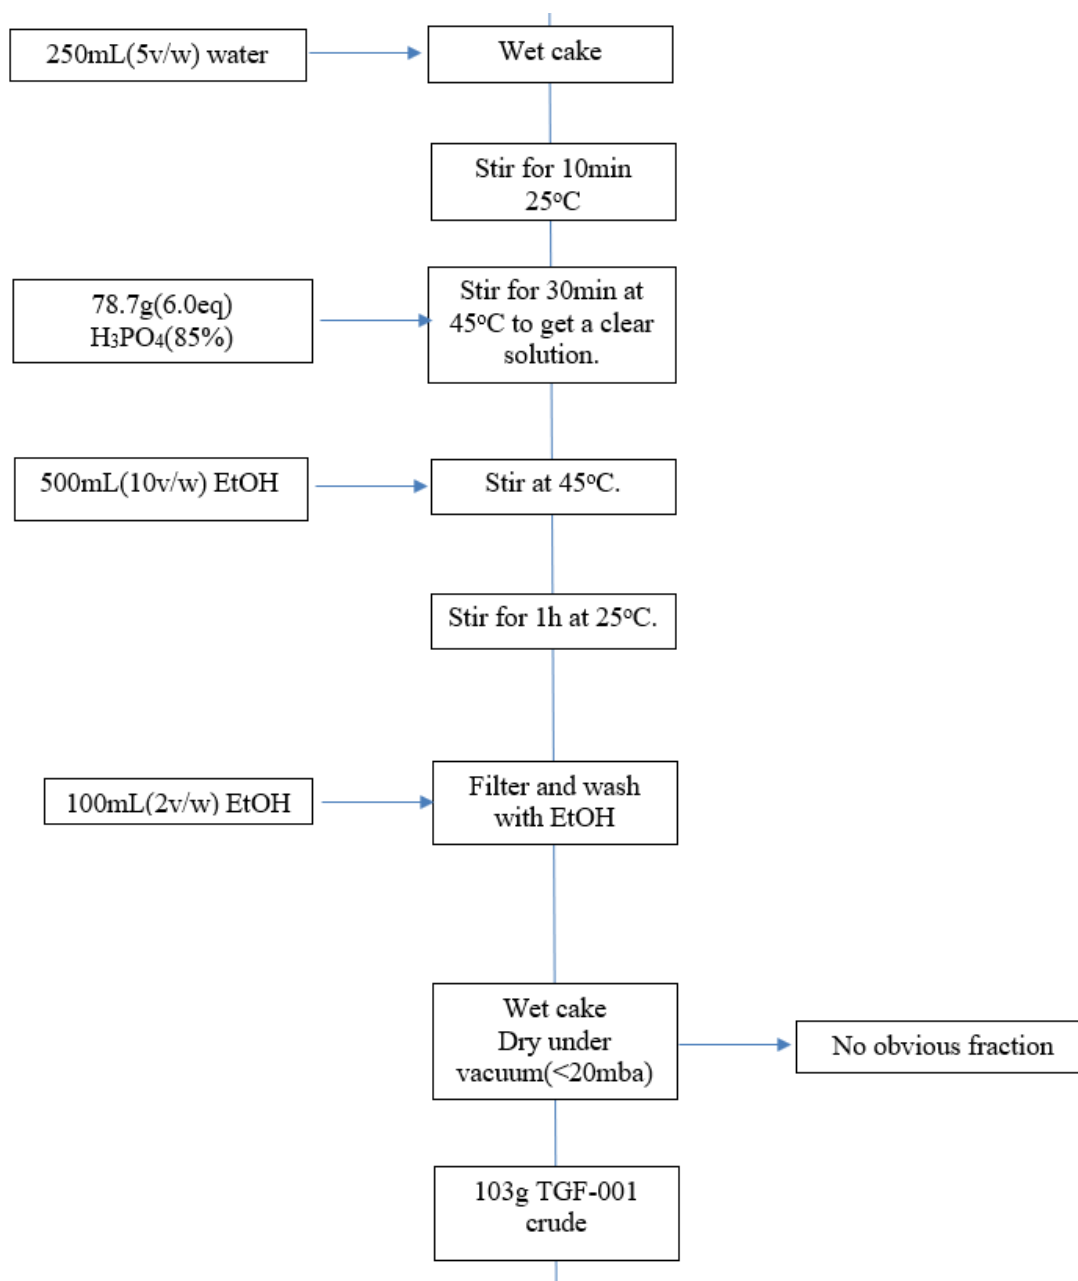 250mL(5v/w) water
Wet cake
Stir for 10min
25°C
78.7g(6.0eq)
H₃PO₄(85%)
Stir for 30min at
45°C to get a clear
solution.
500mL(10v/w) EtOH
Stir at 45°C.
Stir for 1h at 25°C.
100mL(2v/w) EtOH
Filter and wash
with EtOH
Wet cake
Dry under
vacuum(<20mba)
No obvious fraction
103g TGF-001
crude